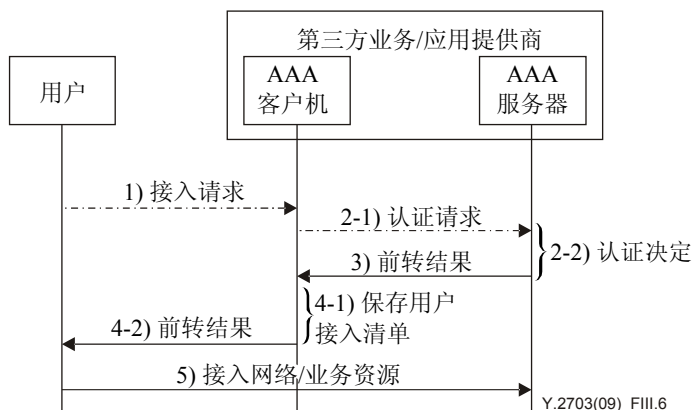 第三方业务/应用提供商
用户
AAA
客户机
AAA
服务器
1) 接入请求
2-1) 认证请求
2-2) 认证决定
3) 前转结果
4-1) 保存用户
接入清单
4-2) 前转结果
5) 接入网络/业务资源
Y.2703(09)_FIII.6